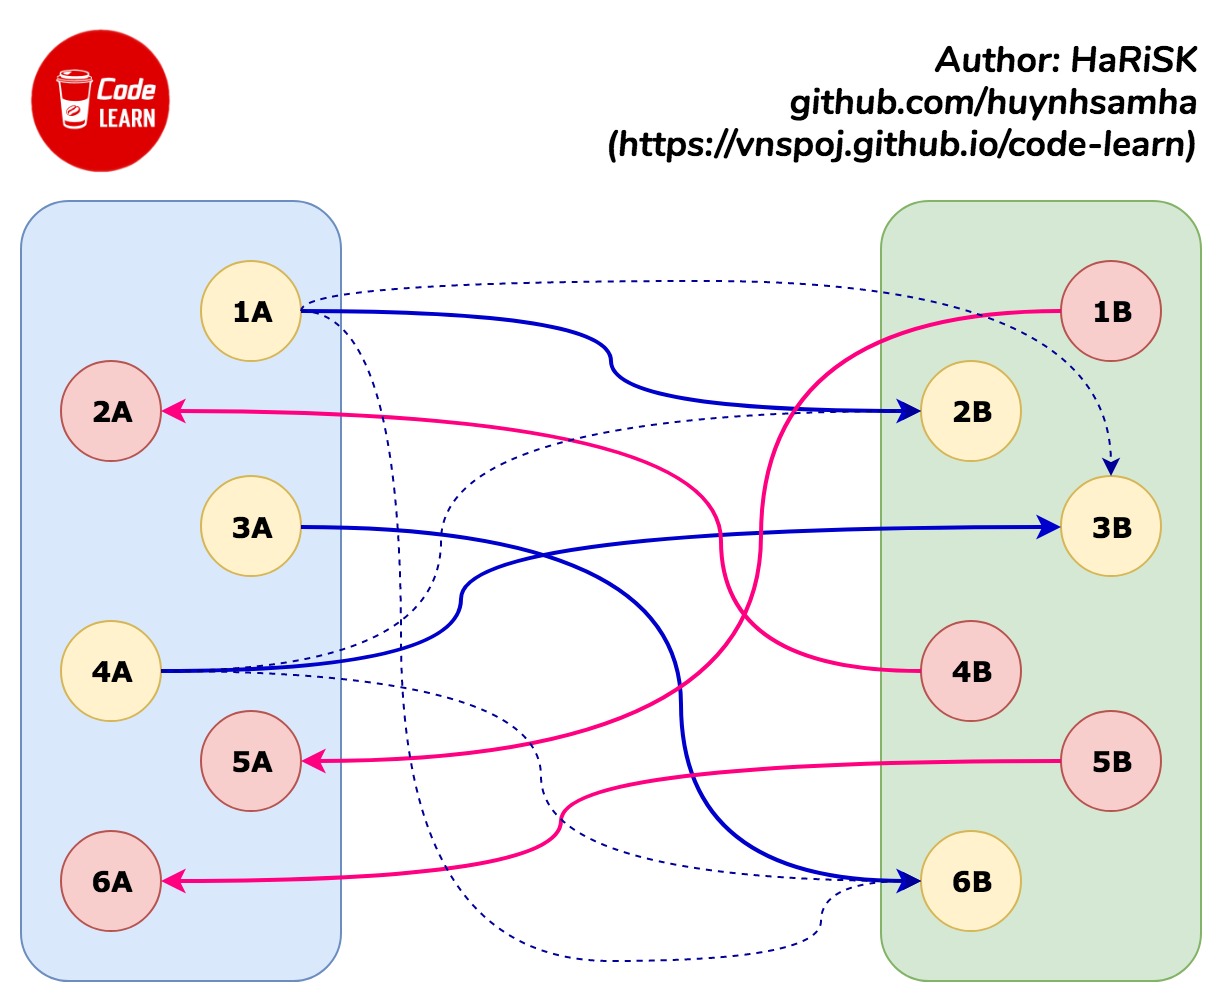 Code
LEARN
Author: HaRiSK
github.com/huynhsamha
(https://vnspoj.github.io/code-learn)
1A
1B
2A
2B
3A
3B
4A
4B
5A
5B
6A
6B